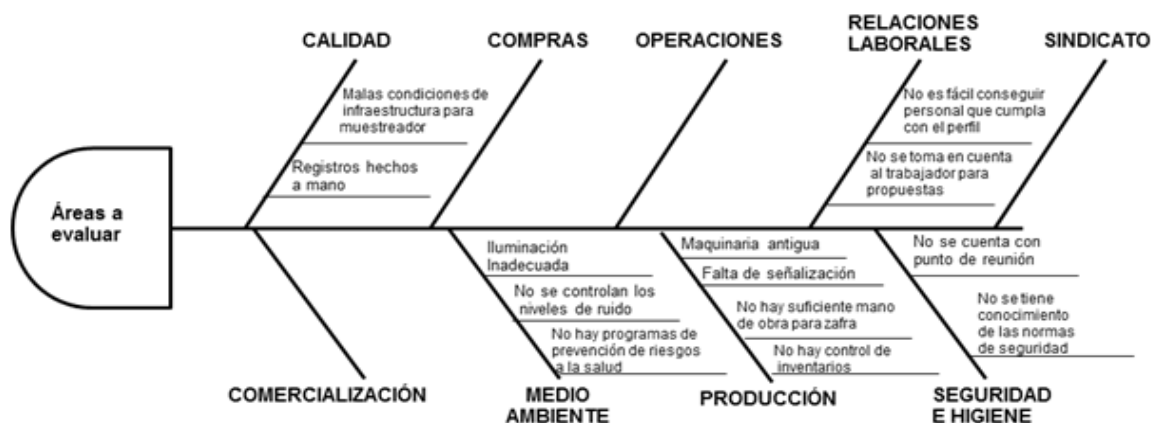 CALIDAD
COMPRAS
OPERACIONES
RELACIONES
LABORALES
SINDICATO
Malas condiciones de
infraestructura para
muestreador
Registros hechos
a mano
No es fácil conseguir
personal que cumpla
con el perfil
No se toma en cuenta
al trabajador para
propuestas
Áreas a
evaluar
Iluminación
Inadecuada
No se controlan los
niveles de ruido
No hay programas de
prevención de riesgos
a la salud
Maquinaria antigua
Falta de señalización
No hay suficiente mano
de obra para zafra
No hay control de
inventarios
No se cuenta con
punto de reunión
No se tiene
conocimiento
de las normas
de seguridad
COMERCIALIZACIÓN
MEDIO
AMBIENTE
PRODUCCIÓN
SEGURIDAD
E HIGIENE